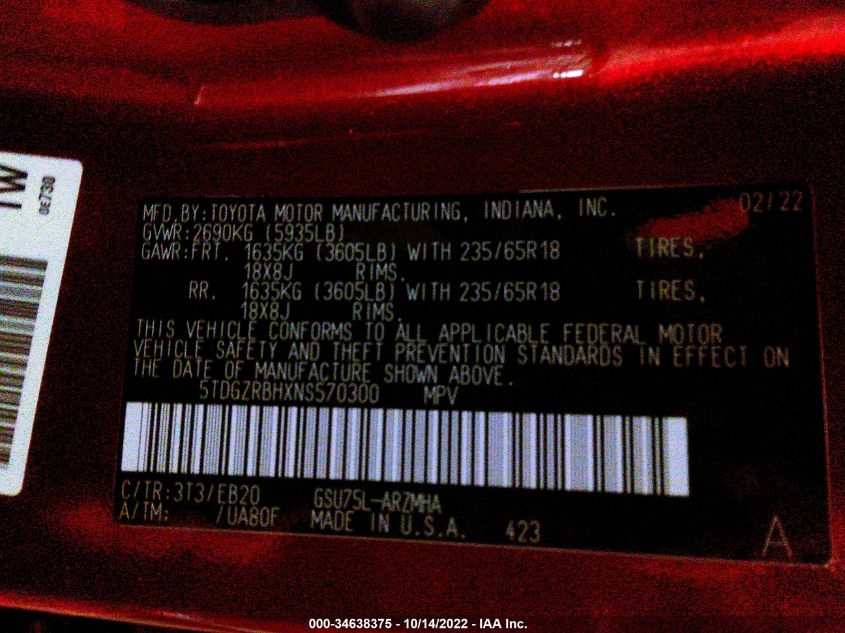 1W
0E730
MFD.BY:TOYOTA MOTOR MANUFACTURING, INDIANA, INC. 02/22
GVWR:2690KG (5935LB)
GAWR:FRT. 1635KG (3605LB) WITH 235/65R18 TIRES,
18X8J RIMS.
RR. 1635KG (3605LB) WITH 235/65R18 TIRES,
18X8J RIMS.
THIS VEHICLE CONFORMS TO ALL APPLICABLE FEDERAL MOTOR
VEHICLE SAFETY AND THEFT PREVENTION STANDARDS IN EFFECT ON
THE DATE OF MANUFACTURE SHOWN ABOVE.
5TDGZRBHXNS570300 MPV
C/TR:3T3/EB20 GSU75L-ARZMHA
A/TM: /UA80F MADE IN U.S.A. 423
A
000-34638375 - 10/14/2022 - IAA Inc.